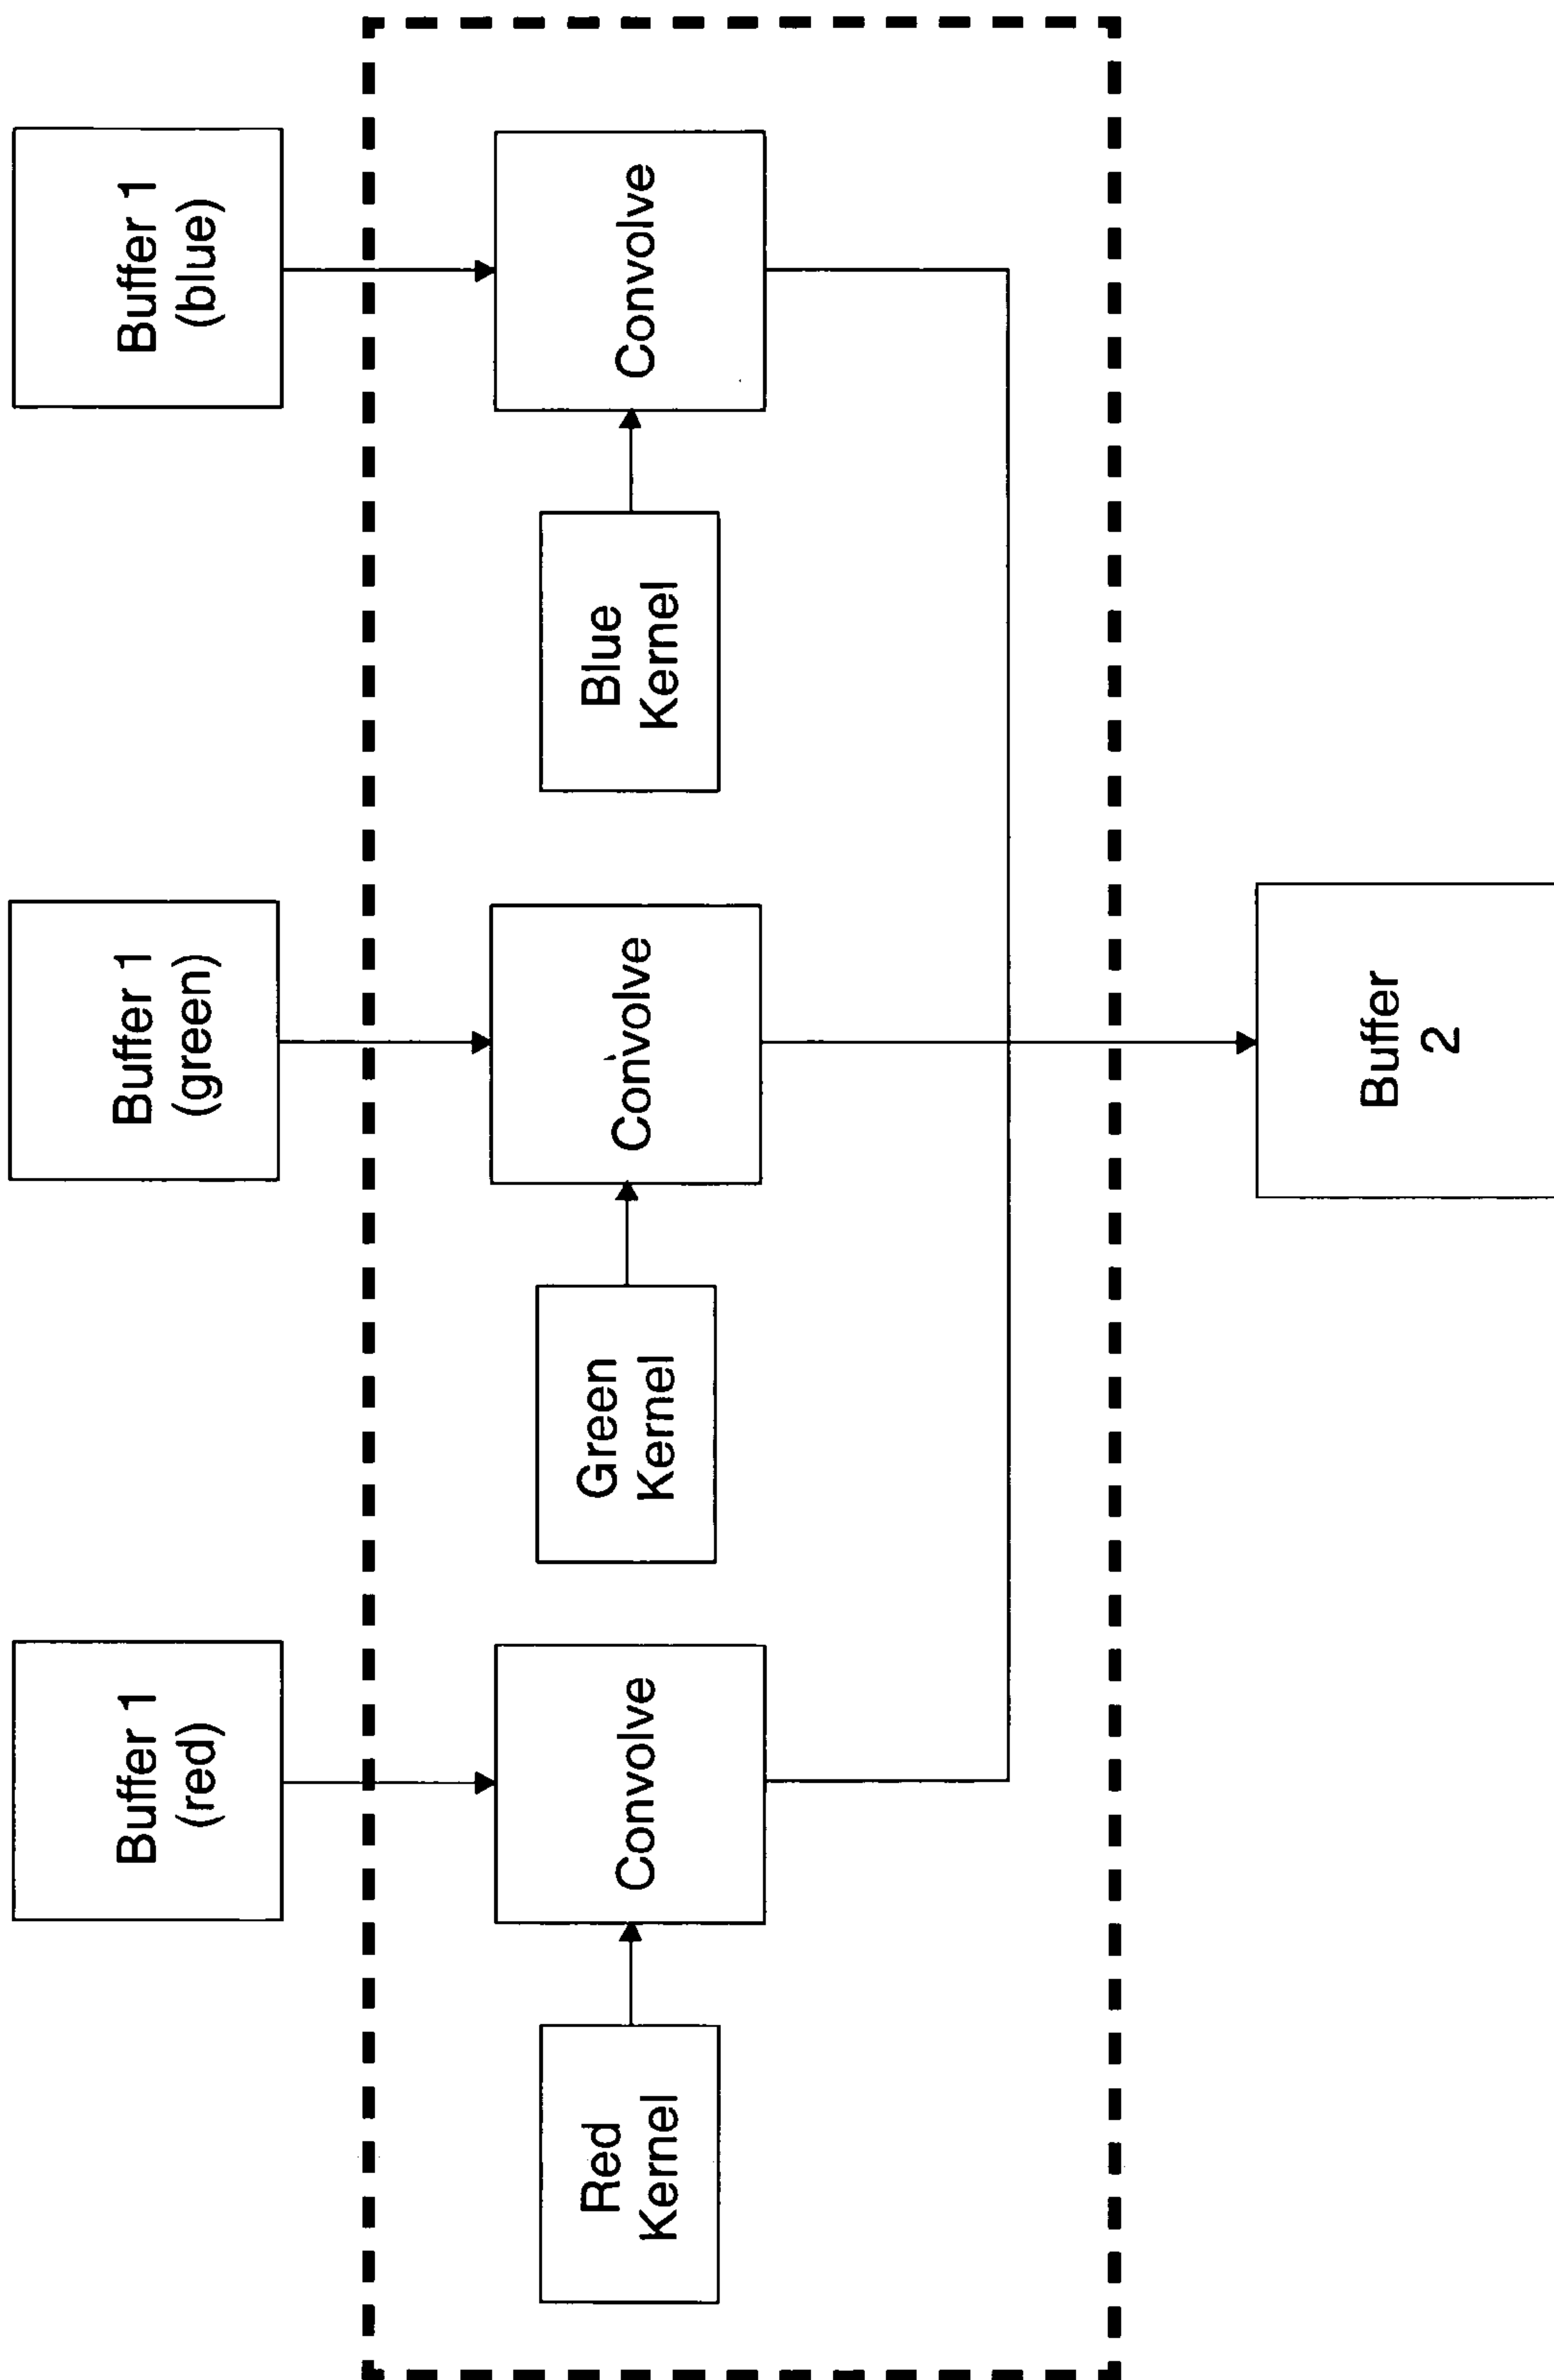 Buffer 1
(red)
Buffer 1
(green)
Buffer 1
(blue)
Red
Kernel
Convolve
Green
Kernel
Convolve
Blue
Kernel
Convolve
Buffer
2